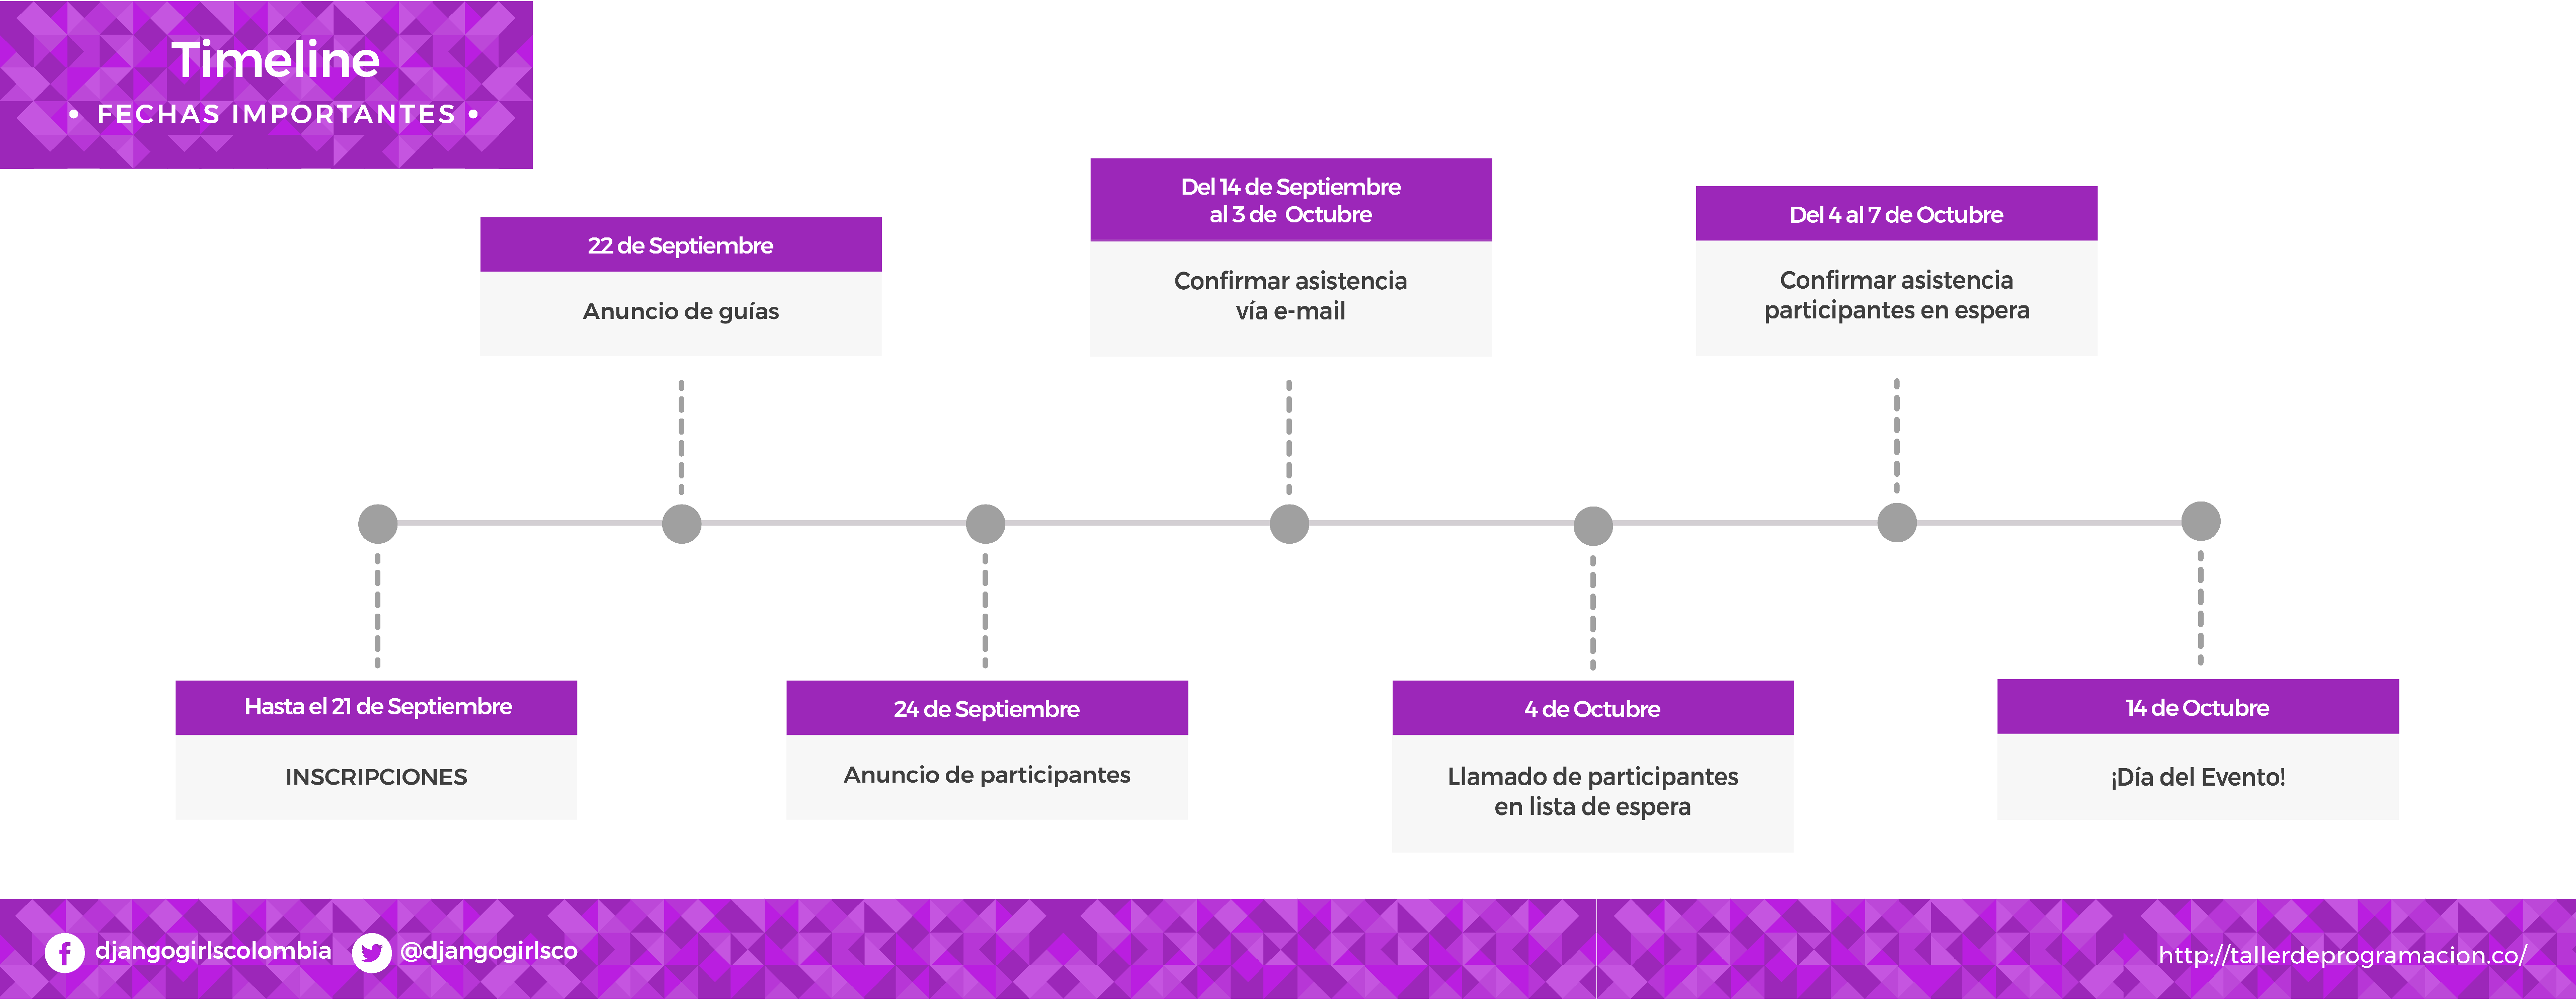 Timeline
• FECHAS IMPORTANTES •
Hasta el 21 de Septiembre
INSCRIPCIONES
22 de Septiembre
Anuncio de guías
24 de Septiembre
Anuncio de participantes
Del 14 de Septiembre
al 3 de Octubre
Confirmar asistencia
vía e-mail
4 de Octubre
Llamado de participantes
en lista de espera
Del 4 al 7 de Octubre
Confirmar asistencia
participantes en espera
14 de Octubre
¡Día del Evento!
djangogirlscolombia
@djangogirlsco
http://tallerdeprogramacion.co/